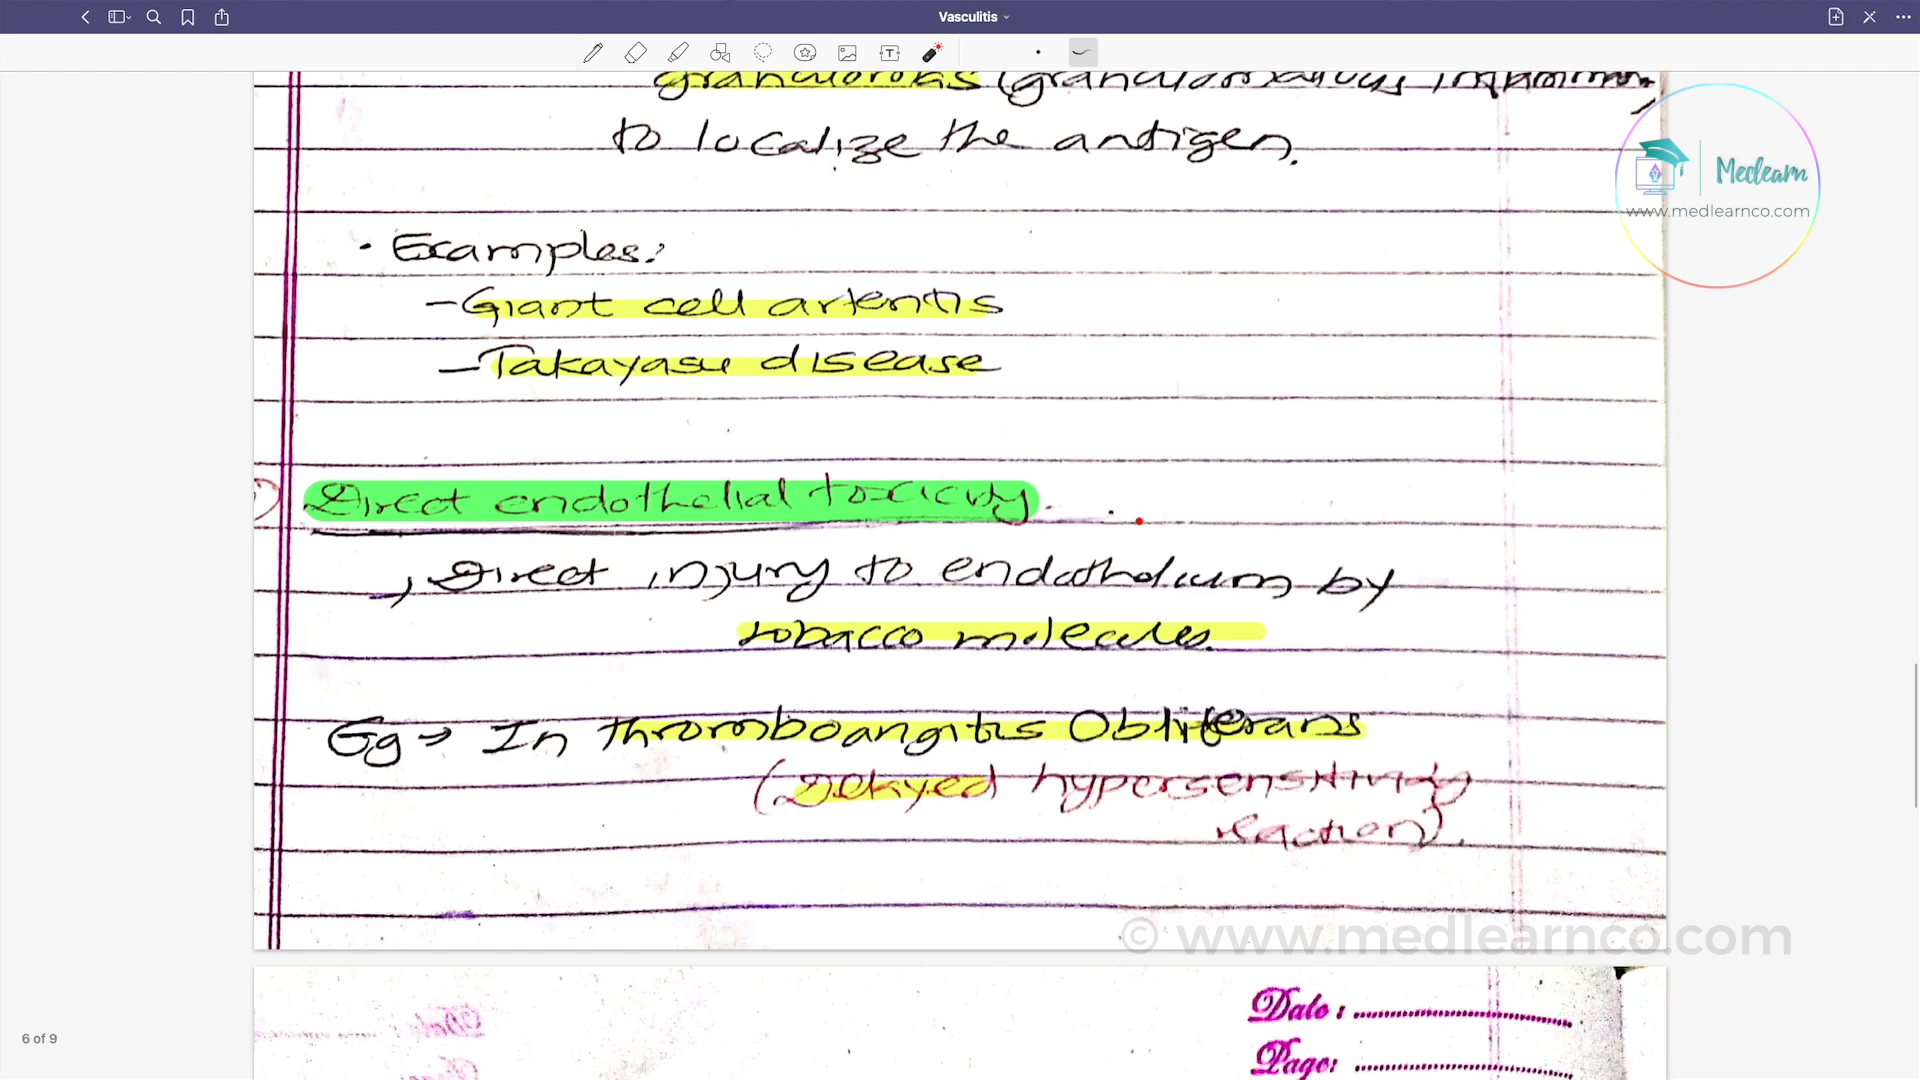 Vasculitis
granulomas (granulomatous
to localize the antigen.
Medlearn
www.medlearnco.com
• Examples:
- Giant cell arteritis
- Takayasu disease
Direct endothelial toxicity.
Direct injury to endothelium by
tobacco molecules.
Eg → In Thromboangitis Obliterans
(Delayed hypersensitivity
reaction).
© www.medlearnco.com
Date :
Page:
6 of 9